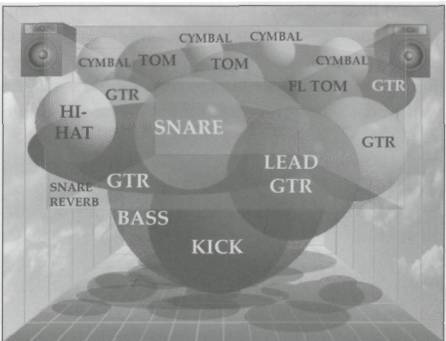 CYMBAL
CYMBAL
CYMBAL
TOM
TOM
CYMBAL
FL TOM
GTR
GTR
HI-
HAT
SNARE
GTR
LEAD
GTR
GTR
SNARE
REVERB
BASS
KICK